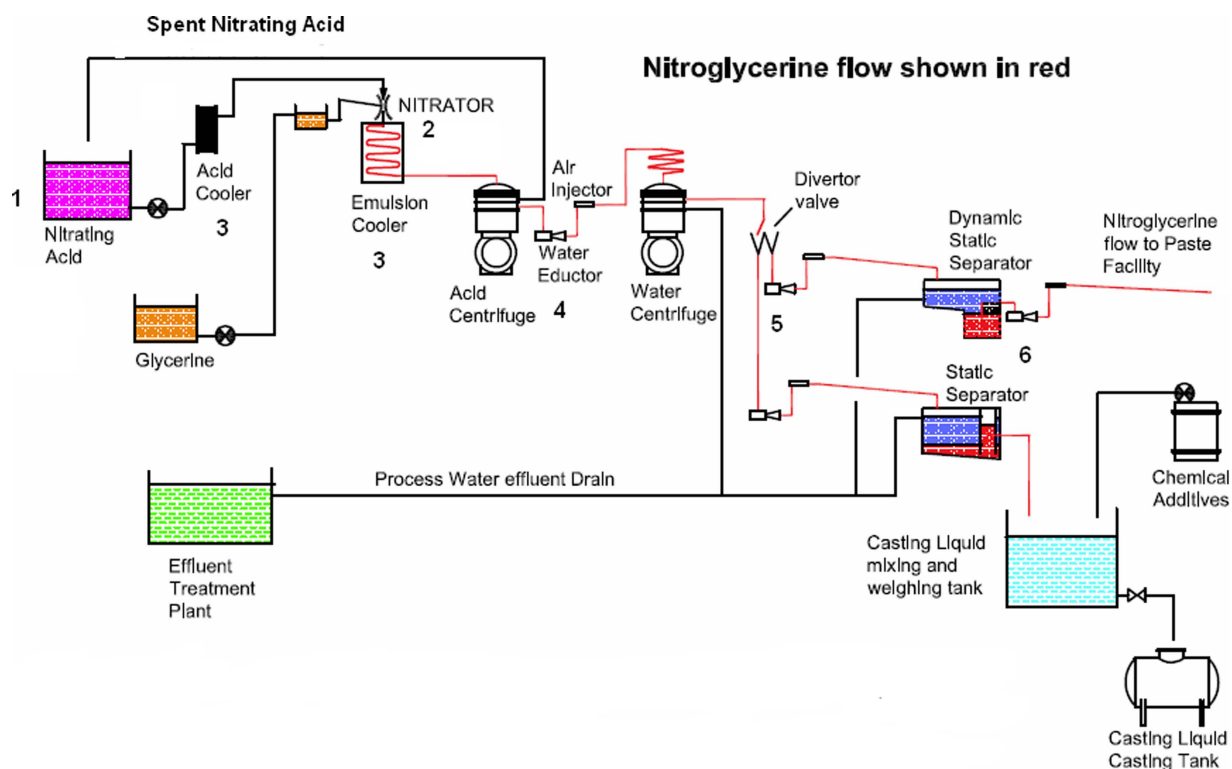 Spent Nitrating Acid
Nitroglycerine flow shown in red
NITRATOR
2
1
Nitrating
Acid
Acid
Cooler
3
Emulsion
Cooler
3
Air
Injector
Water
Eductor
4
Acid
Centrifuge
Water
Centrifuge
Divertor
valve
5
Dynamic
Static
Separator
Nitroglycerine
flow to Paste
Facility
6
Glycerine
Static
Separator
Chemical
Additives
Process Water effluent Drain
Effluent
Treatment
Plant
Casting Liquid
mixing and
weighing tank
Casting Liquid
Casting Tank